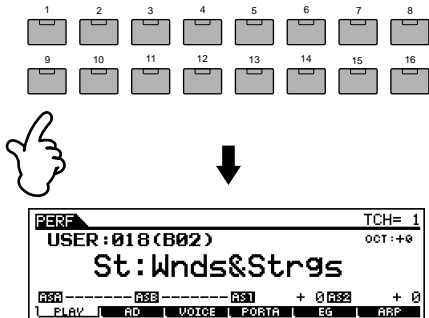 1 2 3 4 5 6 7 8
9 10 11 12 13 14 15 16
PERF TCH= 1
USER:018(B02) OCT:+0
St:Wnds&Strgs
ASA ------- ASB ------- AS1 + 0 AS2 + 0
PLAY AD VOICE PORTA EG ARP